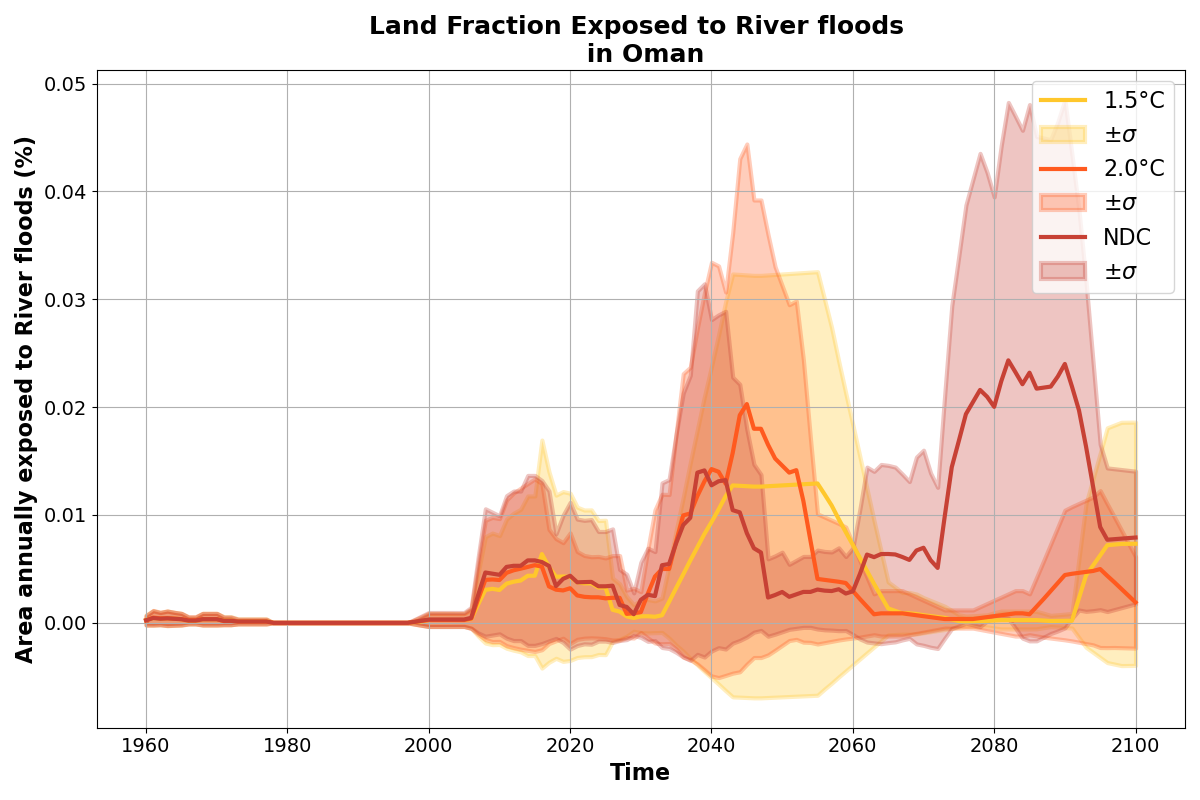 Land Fraction Exposed to River floods
in Oman
Area annually exposed to River floods (%)
0.05
0.04
0.03
0.02
0.01
0.00
1.5°C
±σ
2.0°C
±σ
NDC
±σ
1960 1980 2000 2020 2040 2060 2080 2100
Time